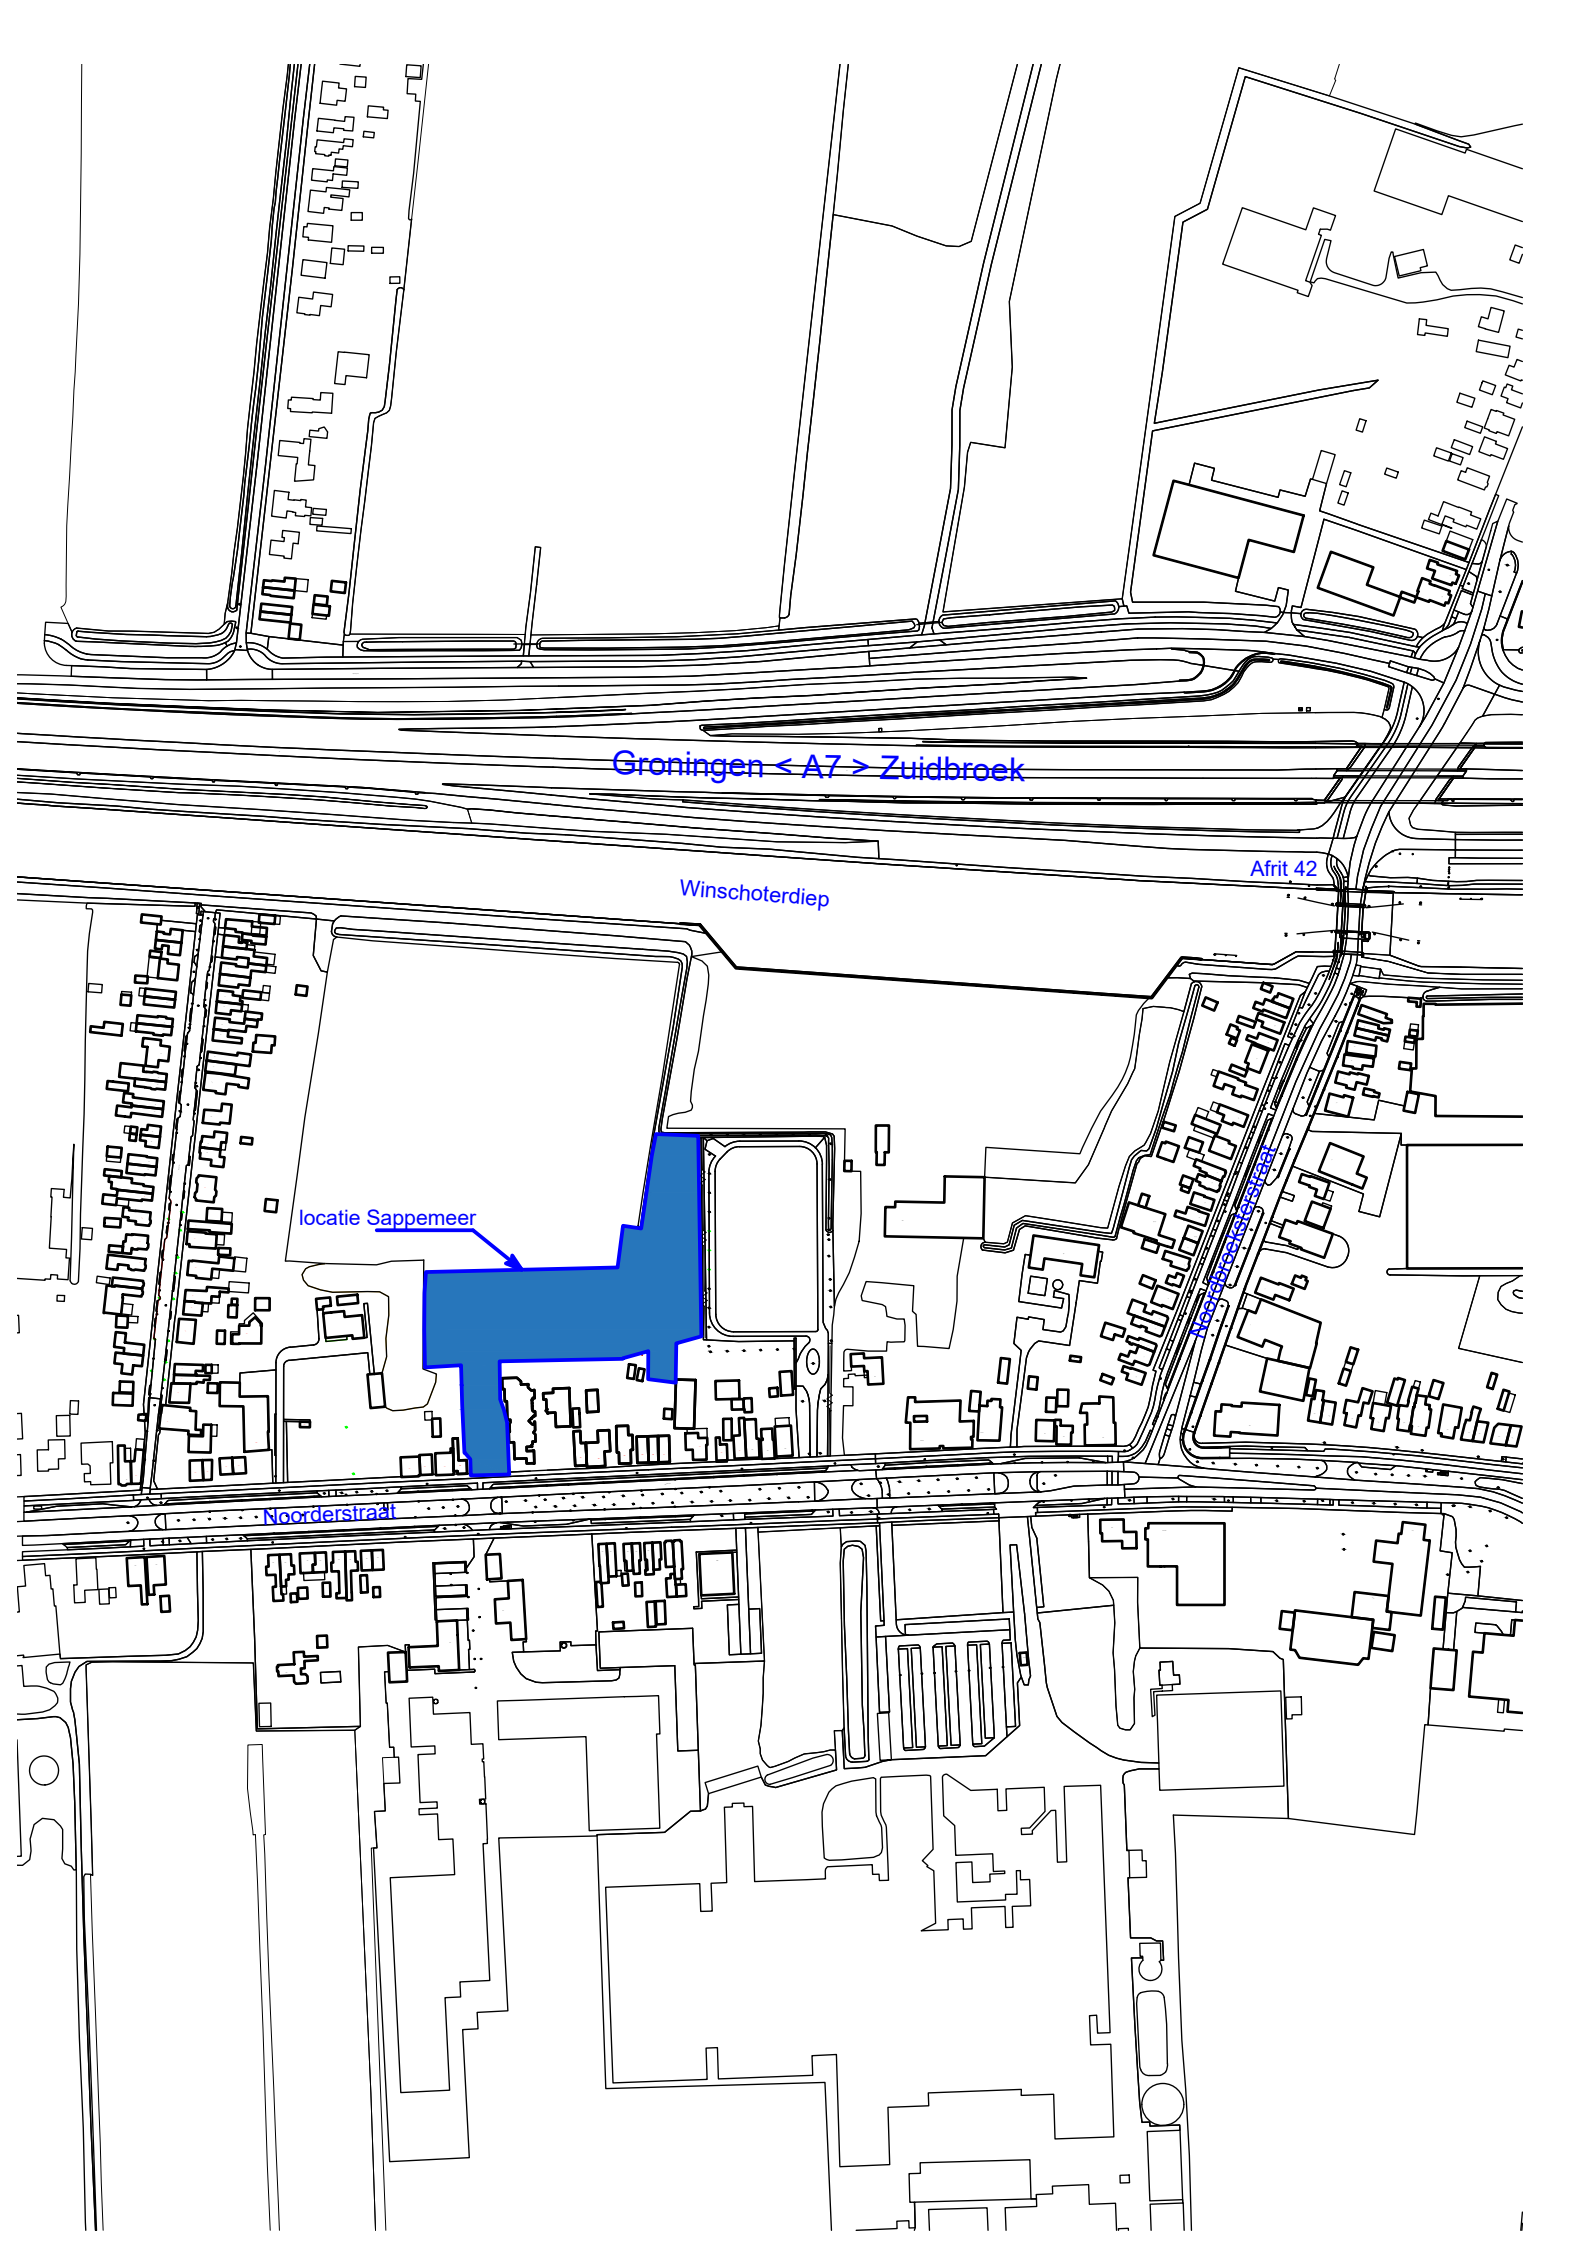 Groningen < A7 > Zuidbroek
Afrit 42
Winschoterdiep
Noordbroeksterstraat
locatie Sappemeer
Noorderstraat